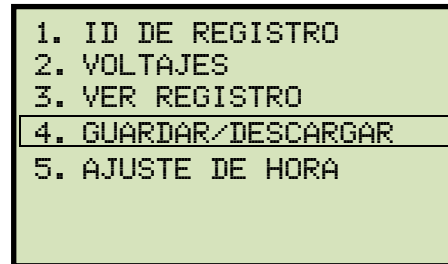 1. ID DE REGISTRO
2. VOLTAJES
3. VER REGISTRO
4. GUARDAR/DESCARGAR
5. AJUSTE DE HORA